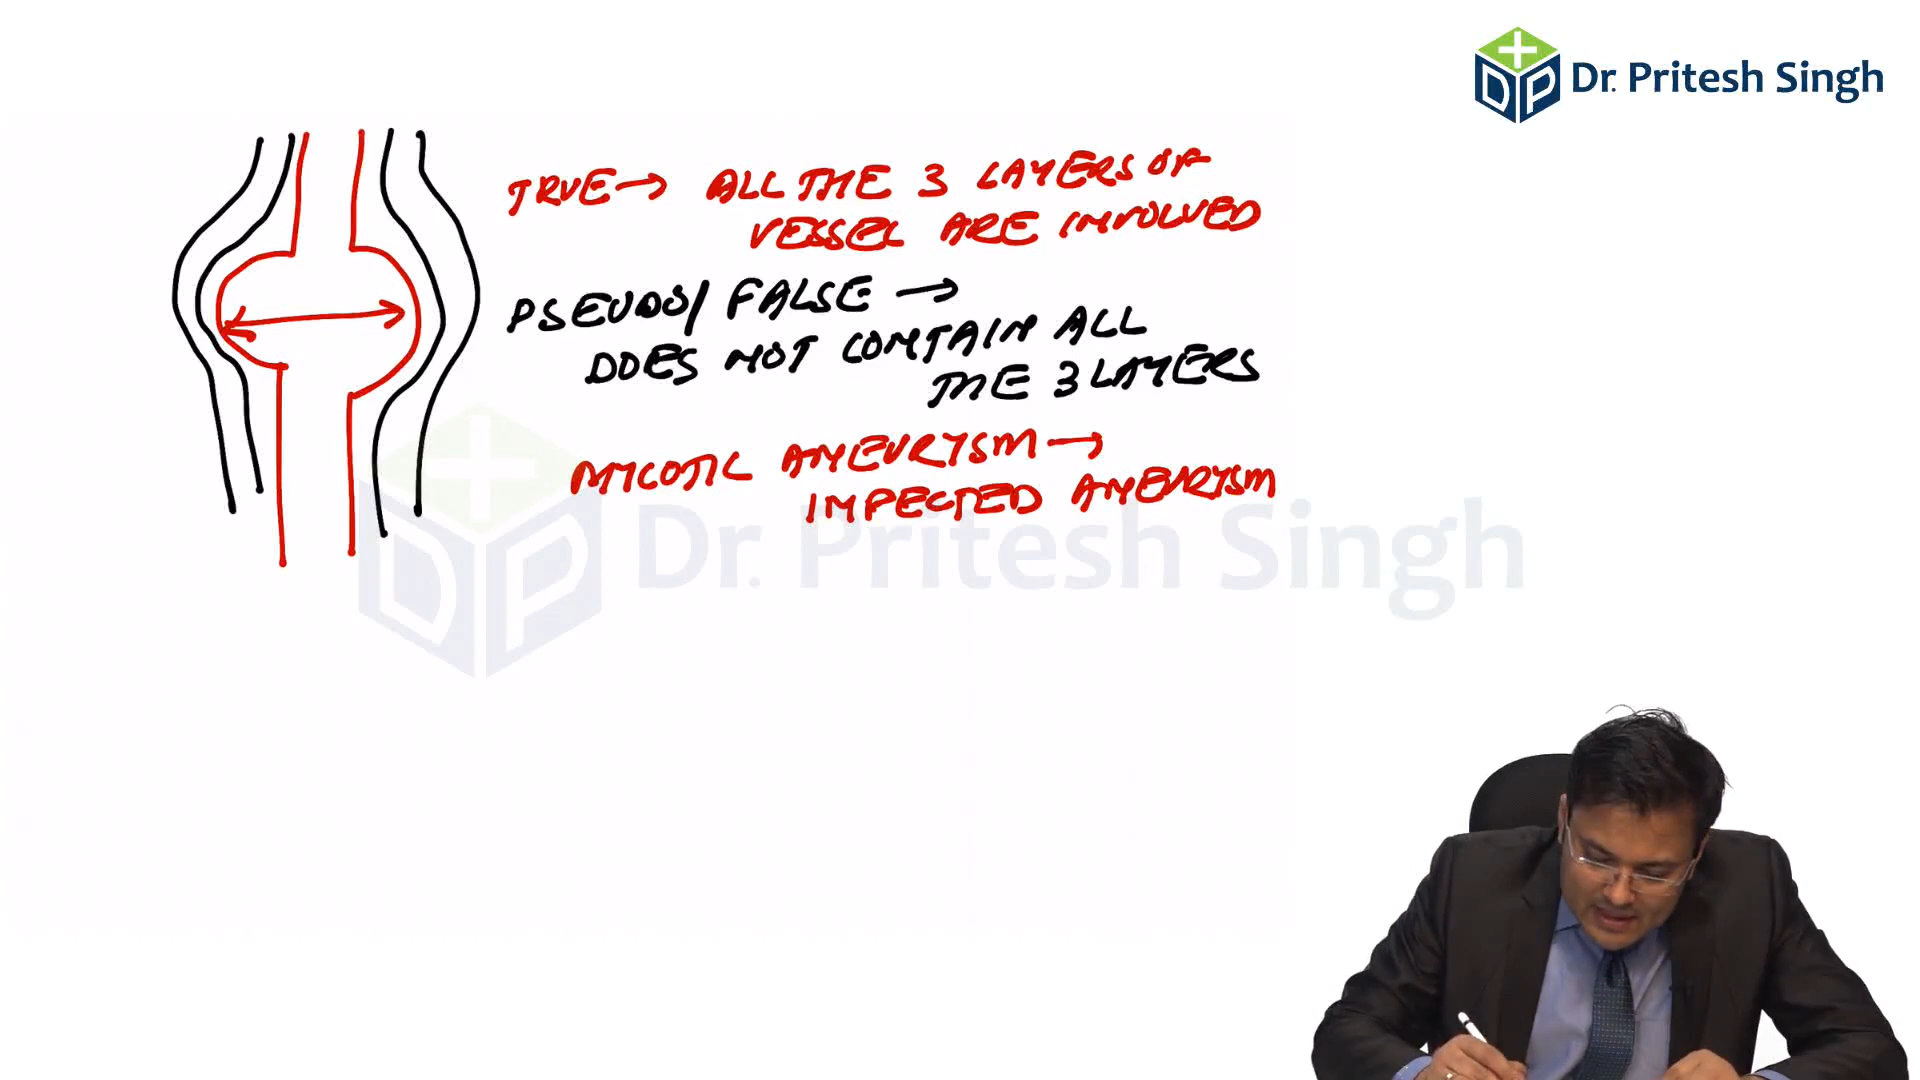 Dr. Pritesh Singh
TRUE → ALL THE 3 LAYERS OF
VESSEL ARE INVOLVED
PSEUDO/ FALSE →
DOES NOT CONTAIN ALL
THE 3 LAYERS
MYCOTIC ANEURYSM →
INFECTED ANEURYSM
DP Dr. Pritesh Singh